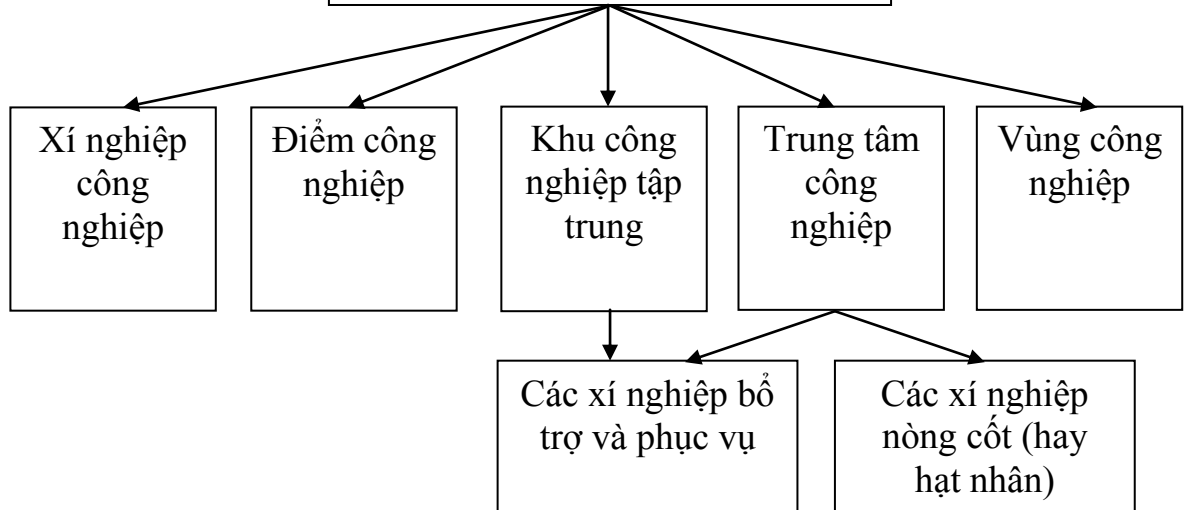 Xí nghiệp
công
nghiệp
Điểm công
nghiệp
Khu công
nghiệp tập
trung
Trung tâm
công
nghiệp
Vùng công
nghiệp
Các xí nghiệp bổ
trợ và phục vụ
Các xí nghiệp
nòng cốt (hay
hạt nhân)